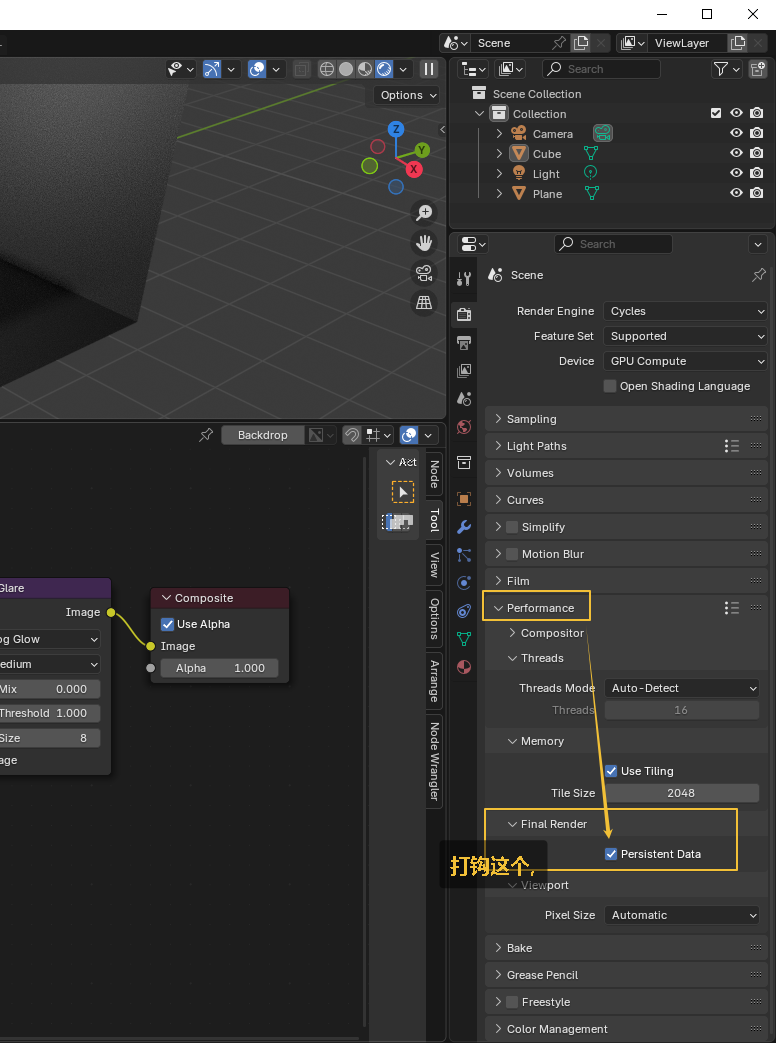 Scene
ViewLayer
Options
Search
Scene Collection
Collection
Camera
Cube
Light
Plane
Z
Y
X
Search
Scene
Render Engine Cycles
Feature Set Supported
Device GPU Compute
Open Shading Language
Sampling
Light Paths
Volumes
Curves
Simplify
Motion Blur
Film
Performance
Compositor
Threads
Threads Mode Auto-Detect
Threads 16
Memory
Use Tiling
Tile Size 2048
Final Render
Persistent Data
打钩这个,
Viewport
Pixel Size Automatic
Bake
Grease Pencil
Freestyle
Color Management
Backdrop
Act
Node
Tool
View
Options
Arrange
Node Wrangler
Glare
Image
og Glow
edium
Mix 0.000
Threshold 1.000
Size 8
age
Composite
Use Alpha
Image
Alpha 1.000